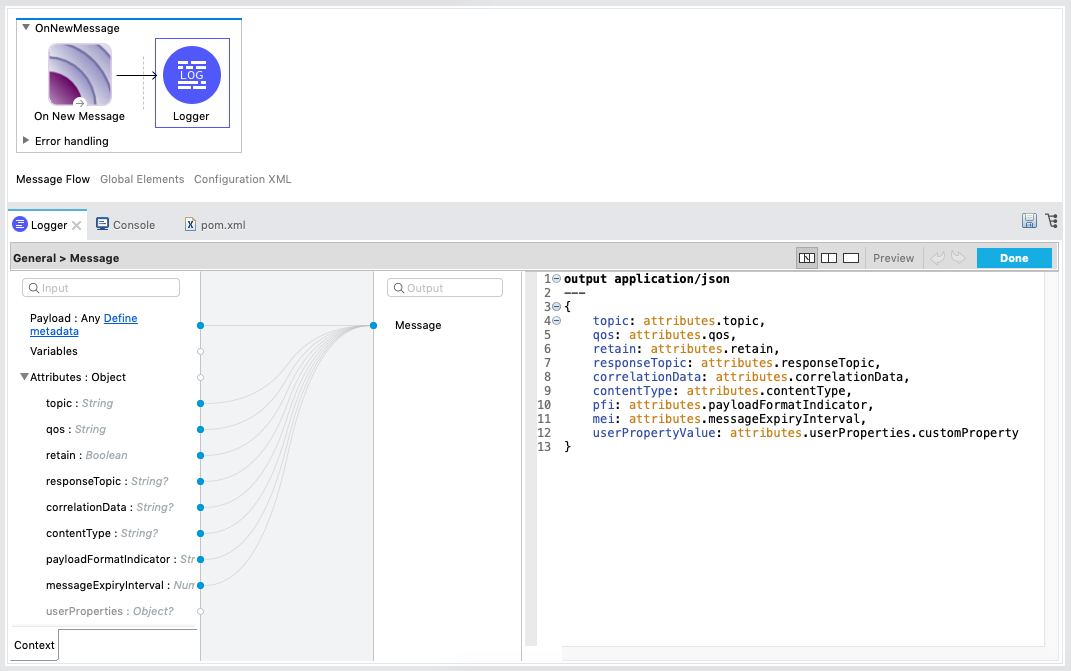 OnNewMessage
LOG
On New Message
Logger
Error handling
Message Flow Global Elements Configuration XML
Logger Console pom.xml
General > Message
Preview
Done
Input
Payload : Any Define
metadata
Variables
Attributes : Object
topic : String
qos : String
retain : Boolean
responseTopic : String?
correlationData : String?
contentType : String?
payloadFormatIndicator : Str
messageExpiryInterval : Num
userProperties : Object?
Context
Output
Message
1 output application/json
2 ---
3 {
4 topic: attributes.topic,
5 qos: attributes.qos,
6 retain: attributes.retain,
7 responseTopic: attributes.responseTopic,
8 correlationData: attributes.correlationData,
9 contentType: attributes.contentType,
10 pfi: attributes.payloadFormatIndicator,
11 mei: attributes.messageExpiryInterval,
12 userPropertyValue: attributes.userProperties.customProperty
13 }